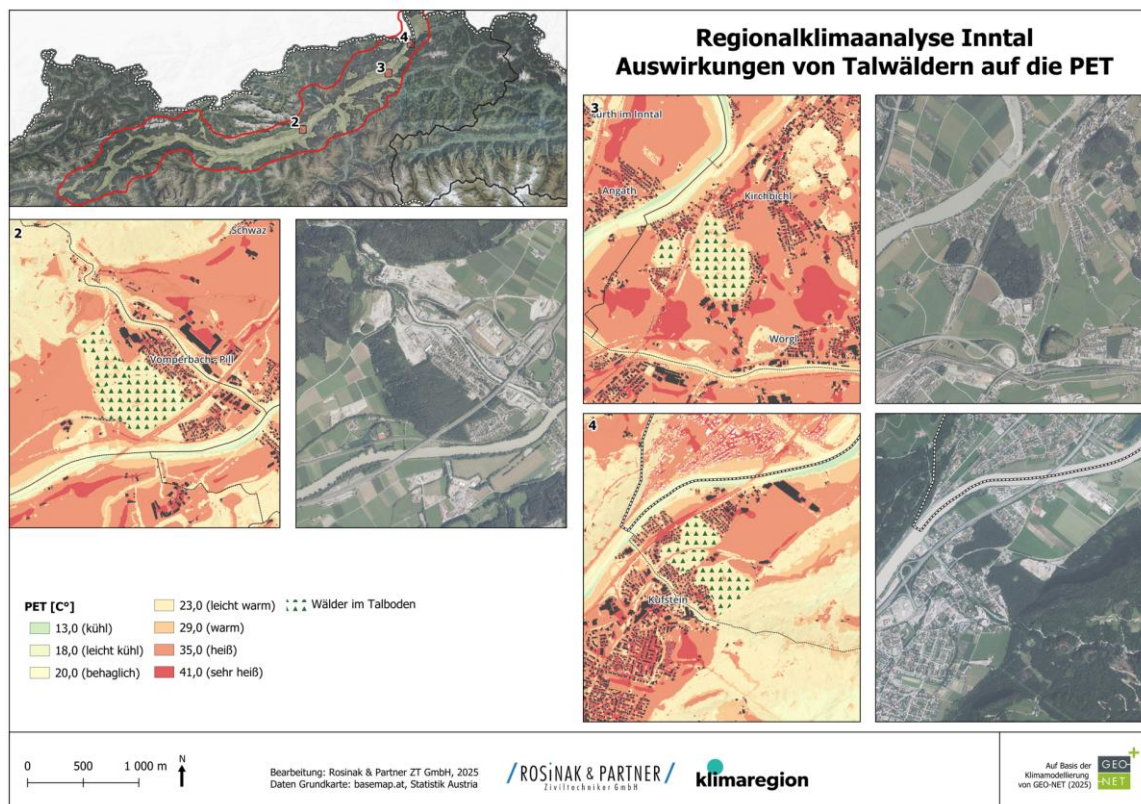 Regionalklimaanalyse Inntal
Auswirkungen von Talwäldern auf die PET
4
3
2
2
Schwaz
Vomperbach - Pill
3
Angath
Kirchbichl
Wörgl
4
Kufstein
PET [C°]
13,0 (kühl)
18,0 (leicht kühl)
20,0 (behaglich)
23,0 (leicht warm)
29,0 (warm)
35,0 (heiß)
41,0 (sehr heiß)
Wälder im Talboden
0 500 1 000 m
N
Bearbeitung: Rosinak & Partner ZT GmbH, 2025
Daten Grundkarte: basemap.at, Statistik Austria
ROSiNAK & PARTNER
Ziviltechniker GmbH
klimaregion
Auf Basis der
Klimamodellierung
von GEO-NET (2025)
GEO-
NET